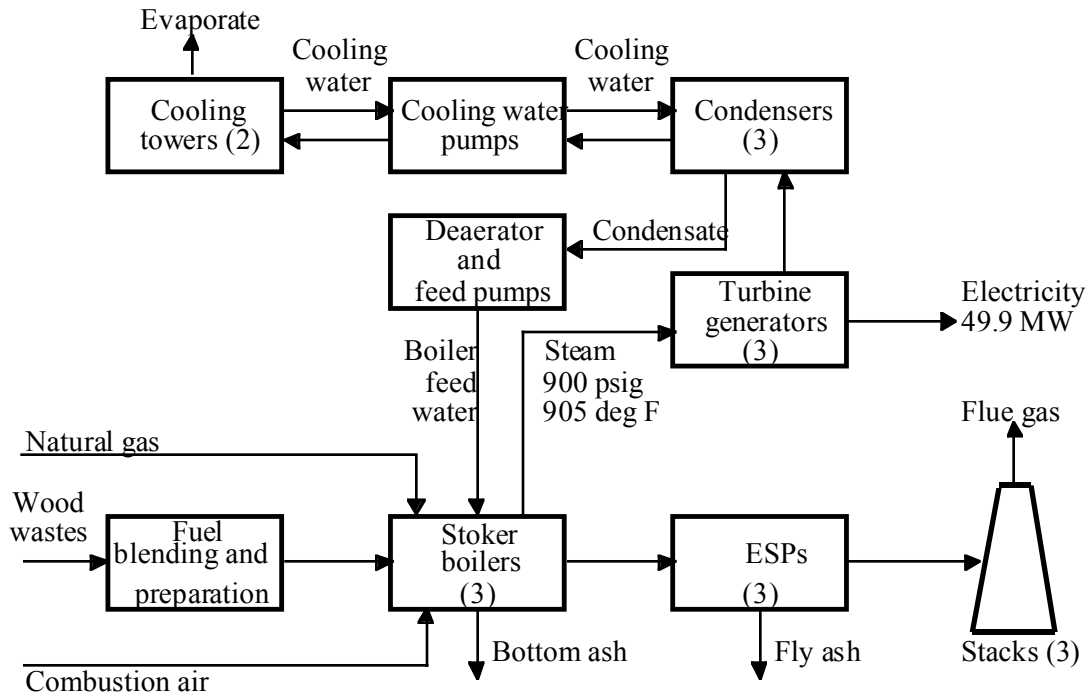 Evaporate
Cooling
water
Cooling
water
Cooling
towers (2)
Cooling water
pumps
Condensers
(3)
Deaerator
and
feed pumps
Condensate
Turbine
generators
(3)
Electricity
49.9 MW
Boiler
feed
water
Steam
900 psig
905 deg F
Flue gas
Natural gas
Wood
wastes
Fuel
blending and
preparation
Stoker
boilers
(3)
ESPs
(3)
Bottom ash
Fly ash
Stacks (3)
Combustion air